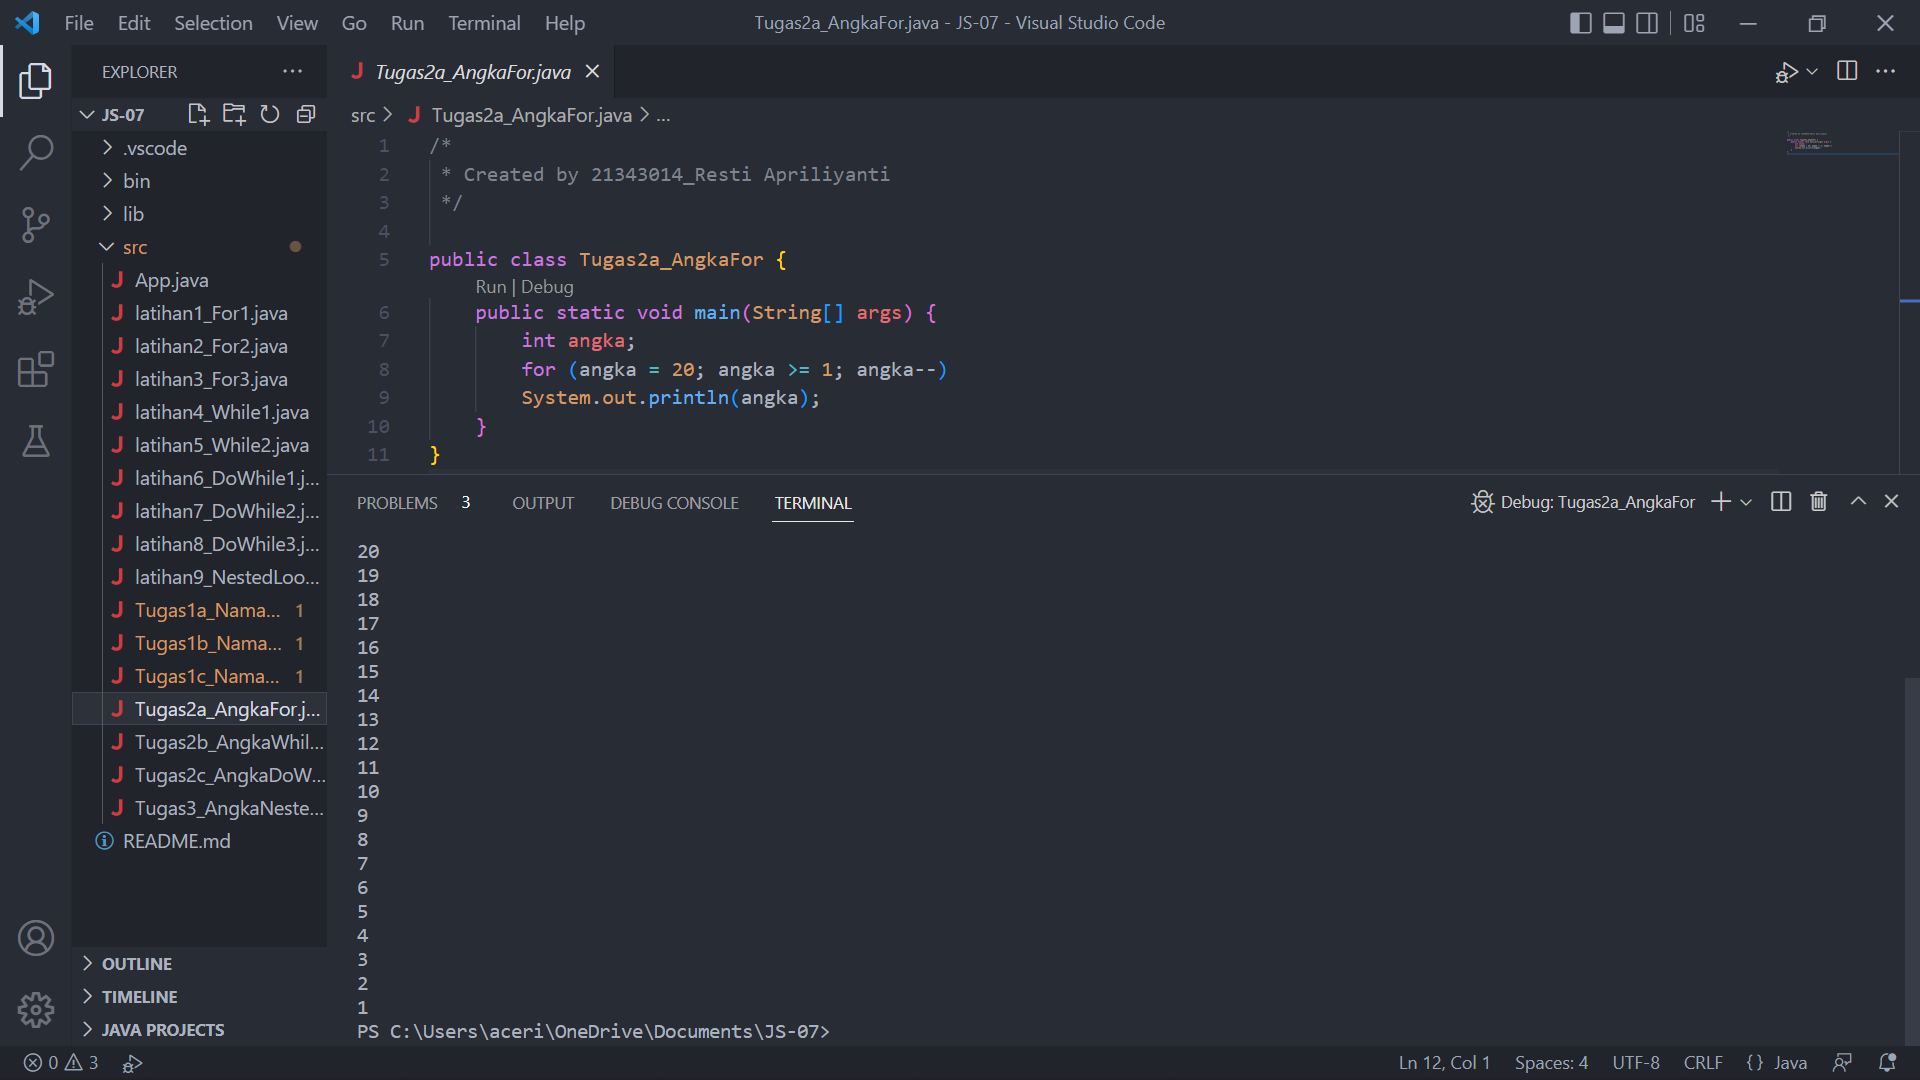 File Edit Selection View Go Run Terminal Help
Tugas2a_AngkaFor.java - JS-07 - Visual Studio Code
EXPLORER
JS-07
.vscode
bin
lib
src
App.java
latihan1_For1.java
latihan2_For2.java
latihan3_For3.java
latihan4_While1.java
latihan5_While2.java
latihan6_DoWhile1.j...
latihan7_DoWhile2.j...
latihan8_DoWhile3.j...
latihan9_NestedLoo...
Tugas1a_Nama... 1
Tugas1b_Nama... 1
Tugas1c_Nama... 1
Tugas2a_AngkaFor.j...
Tugas2b_AngkaWhil...
Tugas2c_AngkaDoW...
Tugas3_AngkaNeste...
README.md
OUTLINE
TIMELINE
JAVA PROJECTS
Tugas2a_AngkaFor.java
src > Tugas2a_AngkaFor.java > ...
1 /*
2 * Created by 21343014_Resti Apriliyanti
3 */
4
5 public class Tugas2a_AngkaFor {
Run | Debug
6 public static void main(String[] args) {
7 int angka;
8 for (angka = 20; angka >= 1; angka--)
9 System.out.println(angka);
10 }
11 }
PROBLEMS 3 OUTPUT DEBUG CONSOLE TERMINAL
Debug: Tugas2a_AngkaFor
20
19
18
17
16
15
14
13
12
11
10
9
8
7
6
5
4
3
2
1
PS C:\Users\aceri\OneDrive\Documents\JS-07>
0 3
Ln 12, Col 1 Spaces: 4 UTF-8 CRLF {} Java